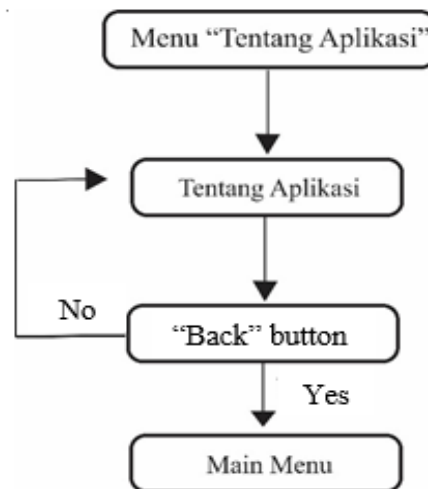 Menu “Tentang Aplikasi”
Tentang Aplikasi
No
“Back” button
Yes
Main Menu